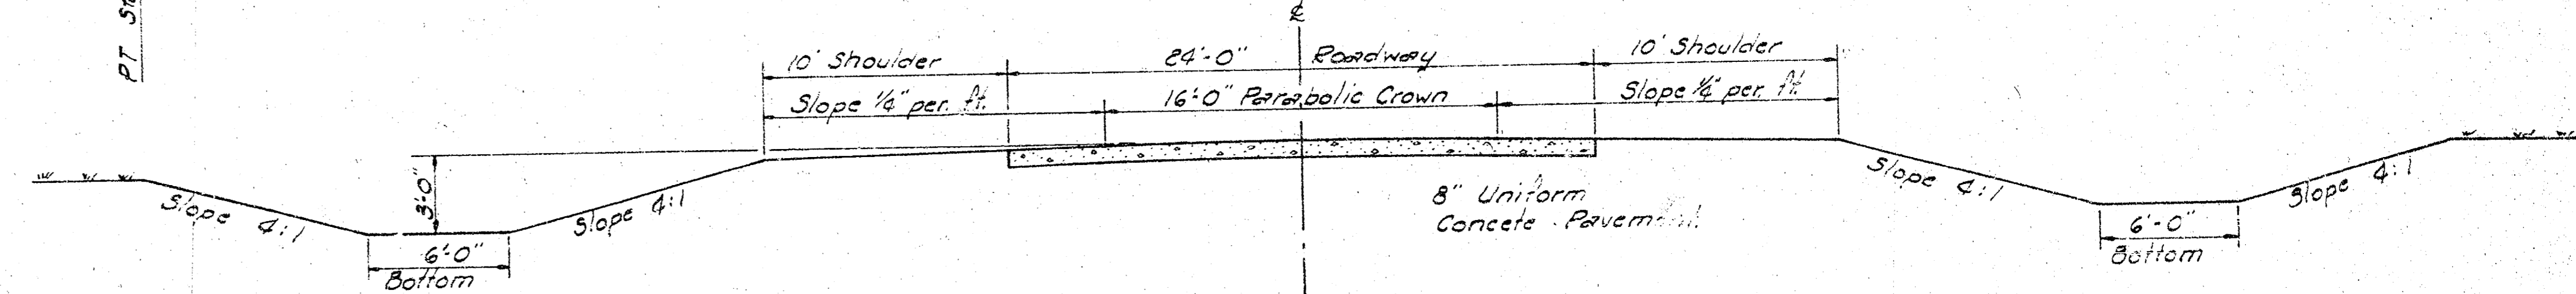 PT
℄
10' Shoulder
24'-0" Roadway
10' Shoulder
Slope 1/4" per. ft.
16'-0" Parabolic Crown
Slope 1/4" per. ft.
3'-0"
Slope 4:1
Slope 4:1
Slope 4:1
Slope 4:1
8" Uniform
Concete Pavement.
6'-0"
Bottom
6'-0"
Bottom